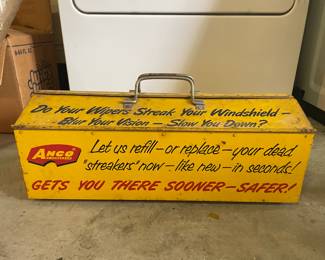 Do Your Wipers Streak Your Windshield—
Blur Your Vision — Slow You Down?
ANCO
Let us refill – or replace – your dead
"streakers" now – like new – in seconds!
GETS YOU THERE SOONER – SAFER!